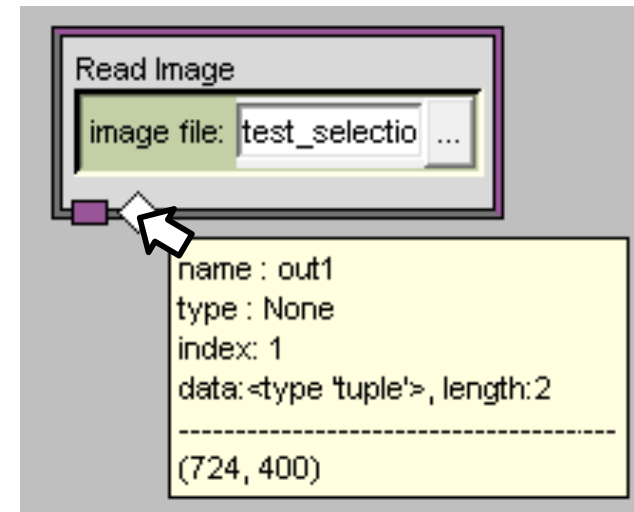 Read Image
image file: test_selectio ...
name : out1
type : None
index: 1
data:<type 'tuple'>, length:2
--------------------------------------
(724, 400)